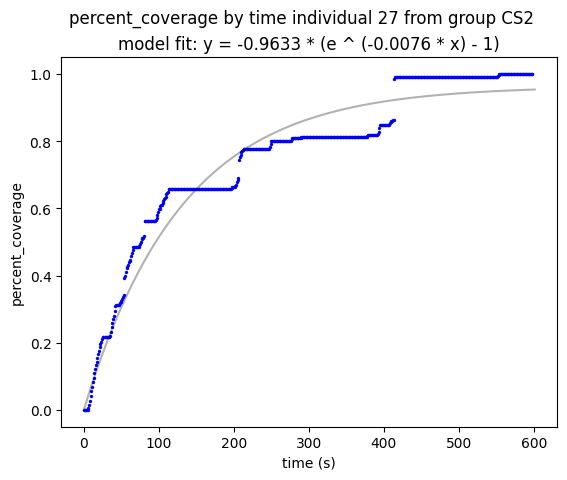 percent_coverage by time individual 27 from group CS2
model fit: y = -0.9633 * (e ^ (-0.0076 * x) - 1)
1.0
0.8
0.6
0.4
0.2
0.0
percent_coverage
0 100 200 300 400 500 600
time (s)